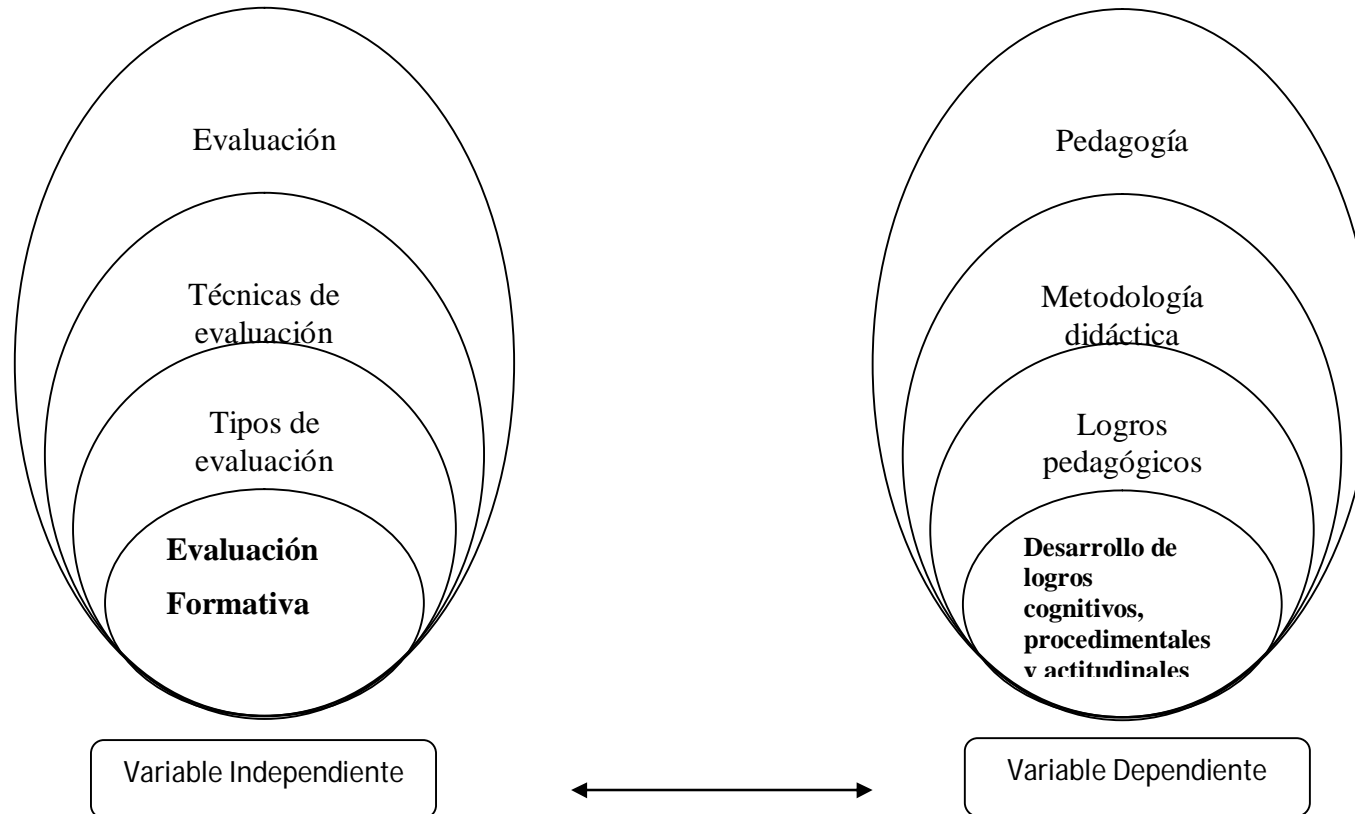 Evaluación
Técnicas de
evaluación
Tipos de
evaluación
Evaluación
Formativa
Variable Independiente
Pedagogía
Metodología
didáctica
Logros
pedagógicos
Desarrollo de
logros
cognitivos,
procedimentales
y actitudinales
Variable Dependiente